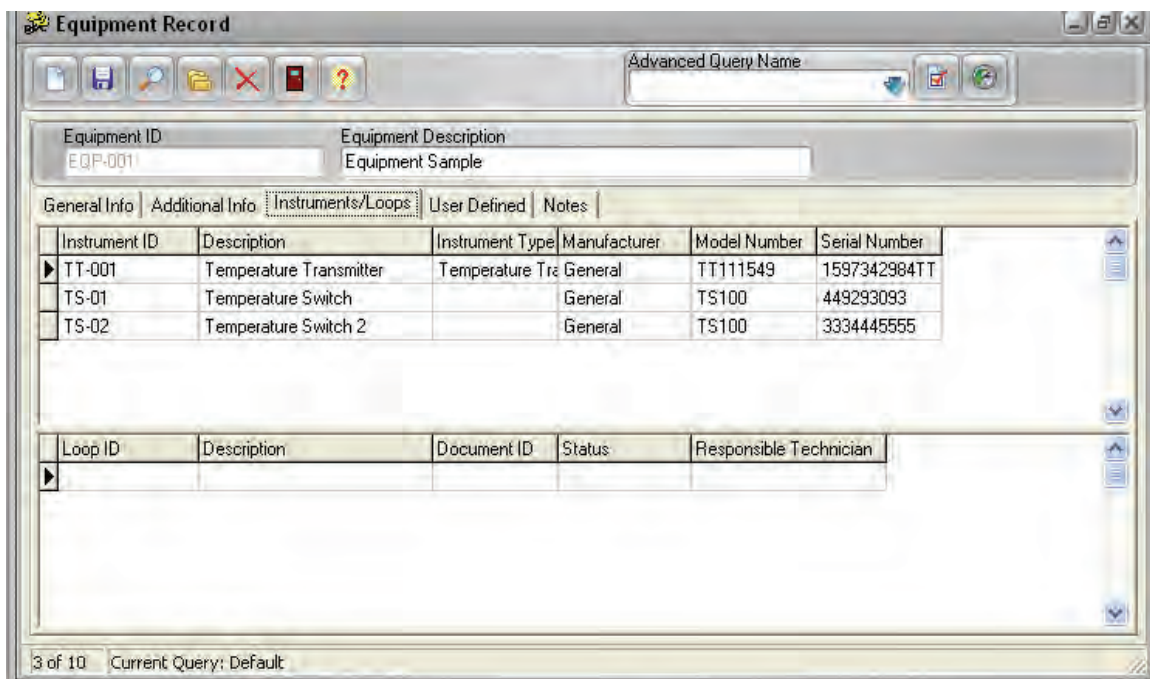 Equipment Record
Advanced Query Name
?
Equipment ID Equipment Description
EQP-001 Equipment Sample
General Info Additional Info Instruments/Loops User Defined Notes
Instrument ID Description Instrument Type Manufacturer Model Number Serial Number
TT-001 Temperature Transmitter Temperature Tra General TT111549 1597342984TT
TS-01 Temperature Switch General TS100 449293093
TS-02 Temperature Switch 2 General TS100 3334445555
Loop ID Description Document ID Status Responsible Technician
3 of 10 Current Query: Default